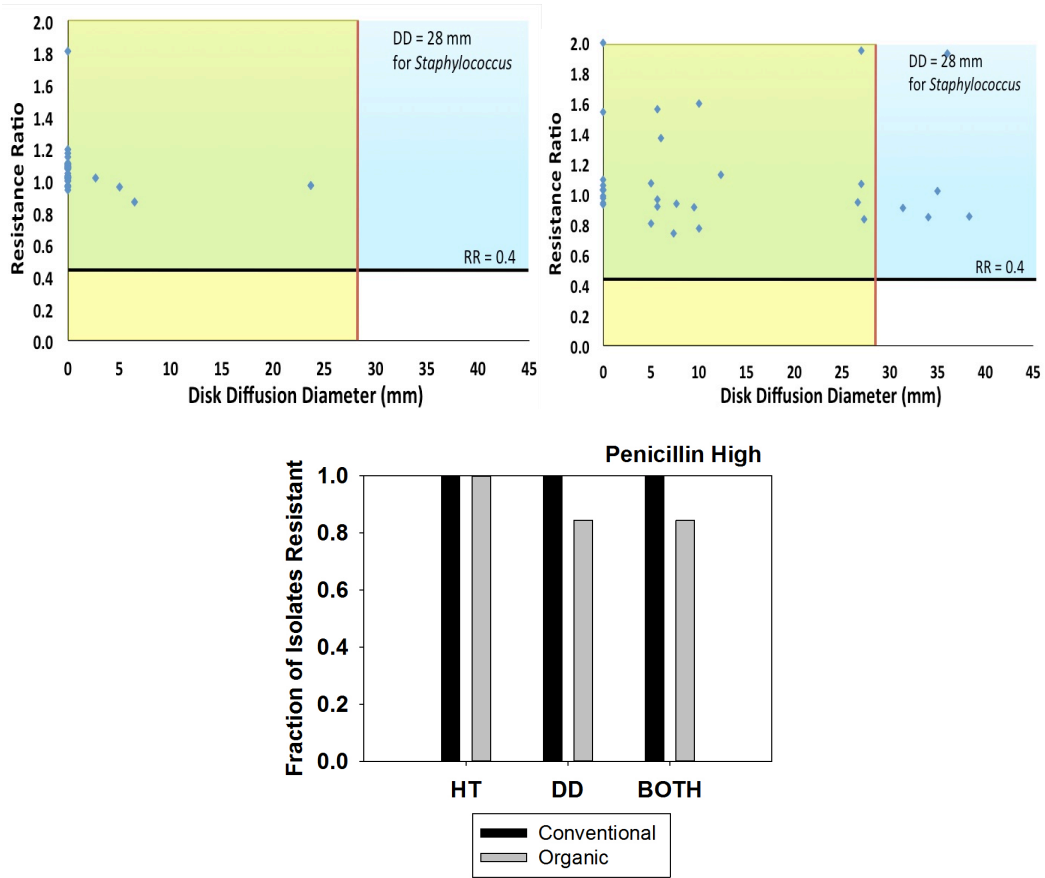 2.0
1.8
1.6
1.4
1.2
1.0
0.8
0.6
0.4
0.2
0.0
Resistance Ratio
DD = 28 mm
for Staphylococcus
RR = 0.4
0 5 10 15 20 25 30 35 40 45
Disk Diffusion Diameter (mm)
2.0
1.8
1.6
1.4
1.2
1.0
0.8
0.6
0.4
0.2
0.0
Resistance Ratio
DD = 28 mm
for Staphylococcus
RR = 0.4
0 5 10 15 20 25 30 35 40 45
Disk Diffusion Diameter (mm)
Penicillin High
Fraction of Isolates Resistant
1.0
0.8
0.6
0.4
0.2
0.0
HT DD BOTH
Conventional
Organic